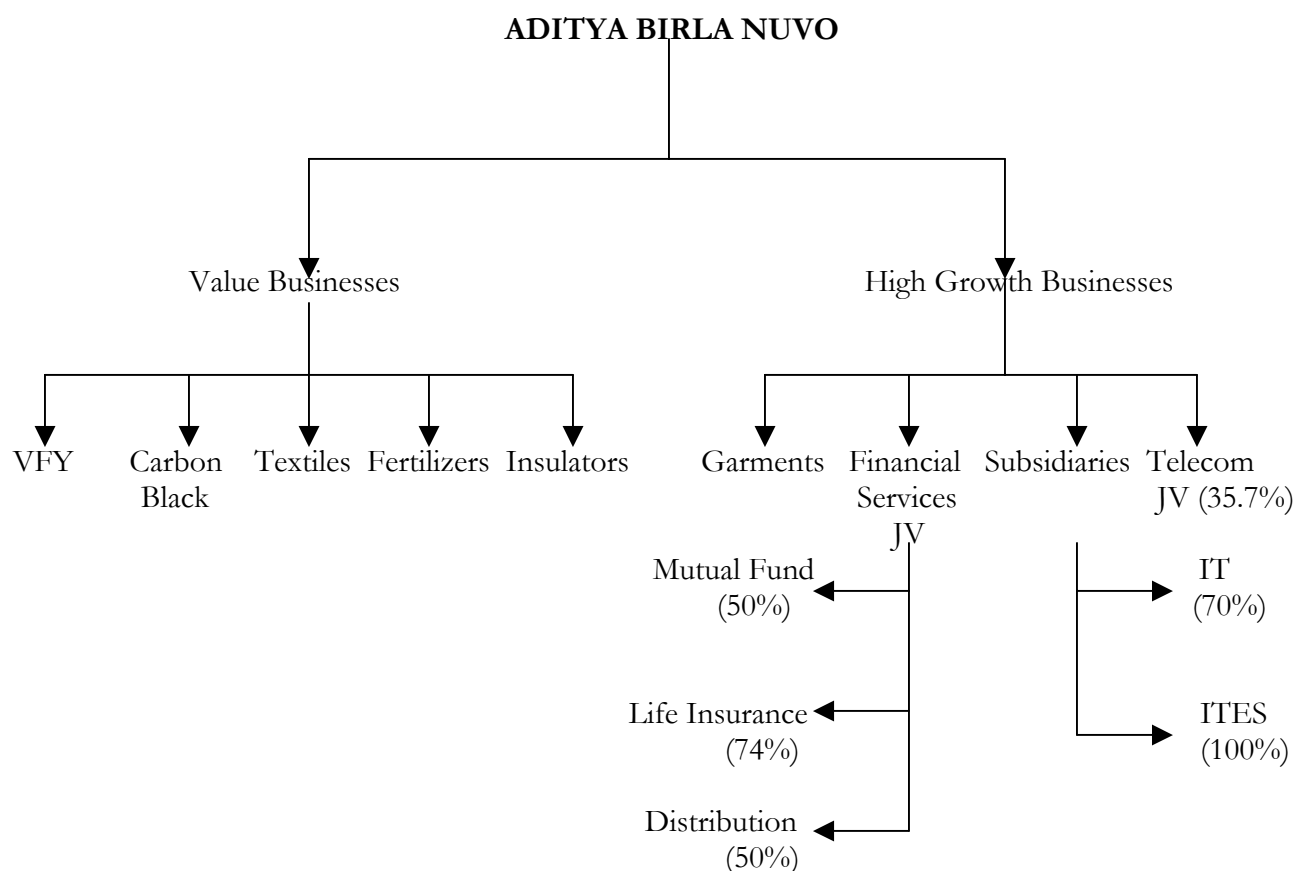 ADITYA BIRLA NUVO
Value Businesses
High Growth Businesses
VFY
Carbon
Black
Textiles
Fertilizers
Insulators
Garments
Financial
Services
JV
Subsidiaries
Telecom
JV (35.7%)
Mutual Fund
(50%)
Life Insurance
(74%)
Distribution
(50%)
IT
(70%)
ITES
(100%)